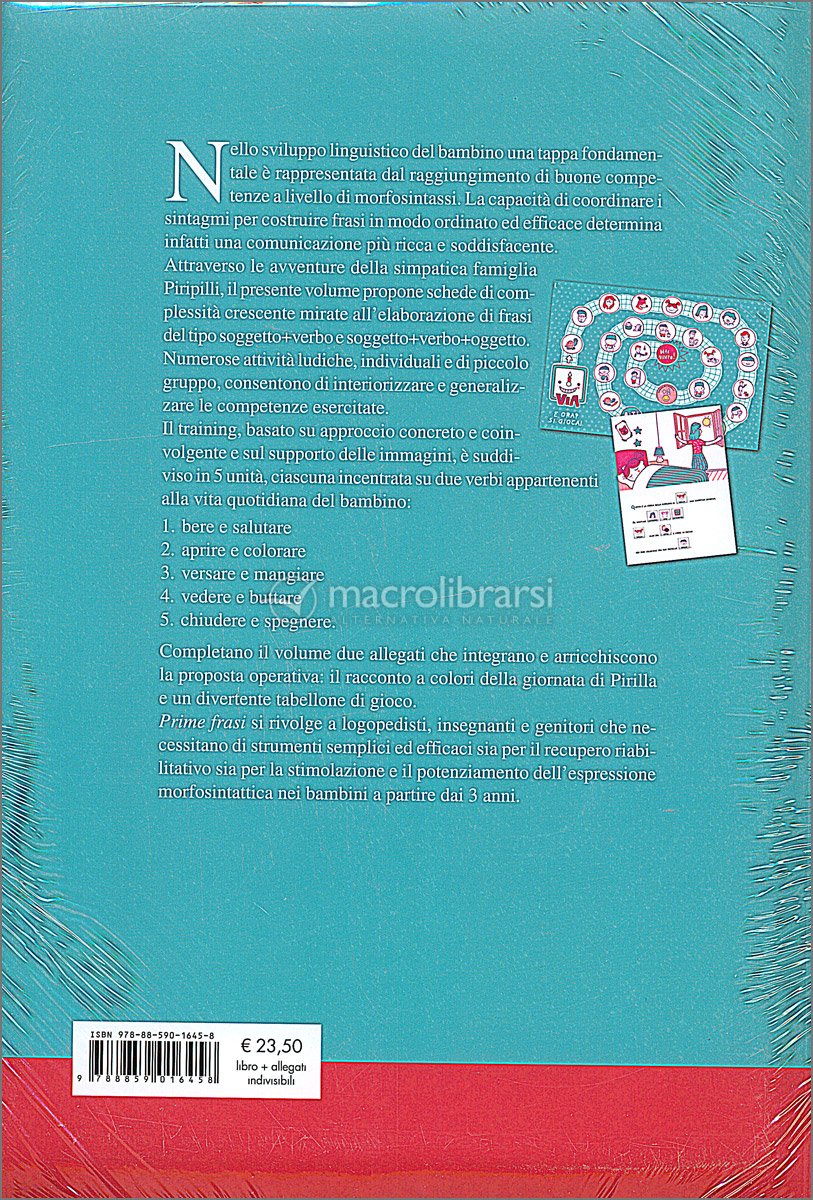 Nello sviluppo linguistico del bambino una tappa fondamen-
tale è rappresentata dal raggiungimento di buone compe-
tenze a livello di morfosintassi. La capacità di coordinare i
sintagmi per costruire frasi in modo ordinato ed efficace determina
infatti una comunicazione più ricca e soddisfacente.
Attraverso le avventure della simpatica famiglia
Piripilli, il presente volume propone schede di com-
plessità crescente mirate all'elaborazione di frasi
del tipo soggetto+verbo e soggetto+verbo+oggetto.
Numerose attività ludiche, individuali e di piccolo
gruppo, consentono di interiorizzare e generaliz-
zare le competenze esercitate.
Il training, basato su approccio concreto e coin-
volgente e sul supporto delle immagini, è suddi-
viso in 5 unità, ciascuna incentrata su due verbi appartenenti
alla vita quotidiana del bambino:
1. bere e salutare
2. aprire e colorare
3. versare e mangiare
4. vedere e buttare
5. chiudere e spegnere.
macrolibrarsi
ALTERNATIVA NATURALE
Completano il volume due allegati che integrano e arricchiscono
la proposta operativa: il racconto a colori della giornata di Pirilla
e un divertente tabellone di gioco.
Prime frasi si rivolge a logopedisti, insegnanti e genitori che ne-
cessitano di strumenti semplici ed efficaci sia per il recupero riabi-
litativo sia per la stimolazione e il potenziamento dell'espressione
morfosintattica nei bambini a partire dai 3 anni.
VIA
E ORA?
SI GIOCA!
ISBN 978-88-590-1645-8
9 788859 016458
€ 23,50
libro + allegati
indivisibili